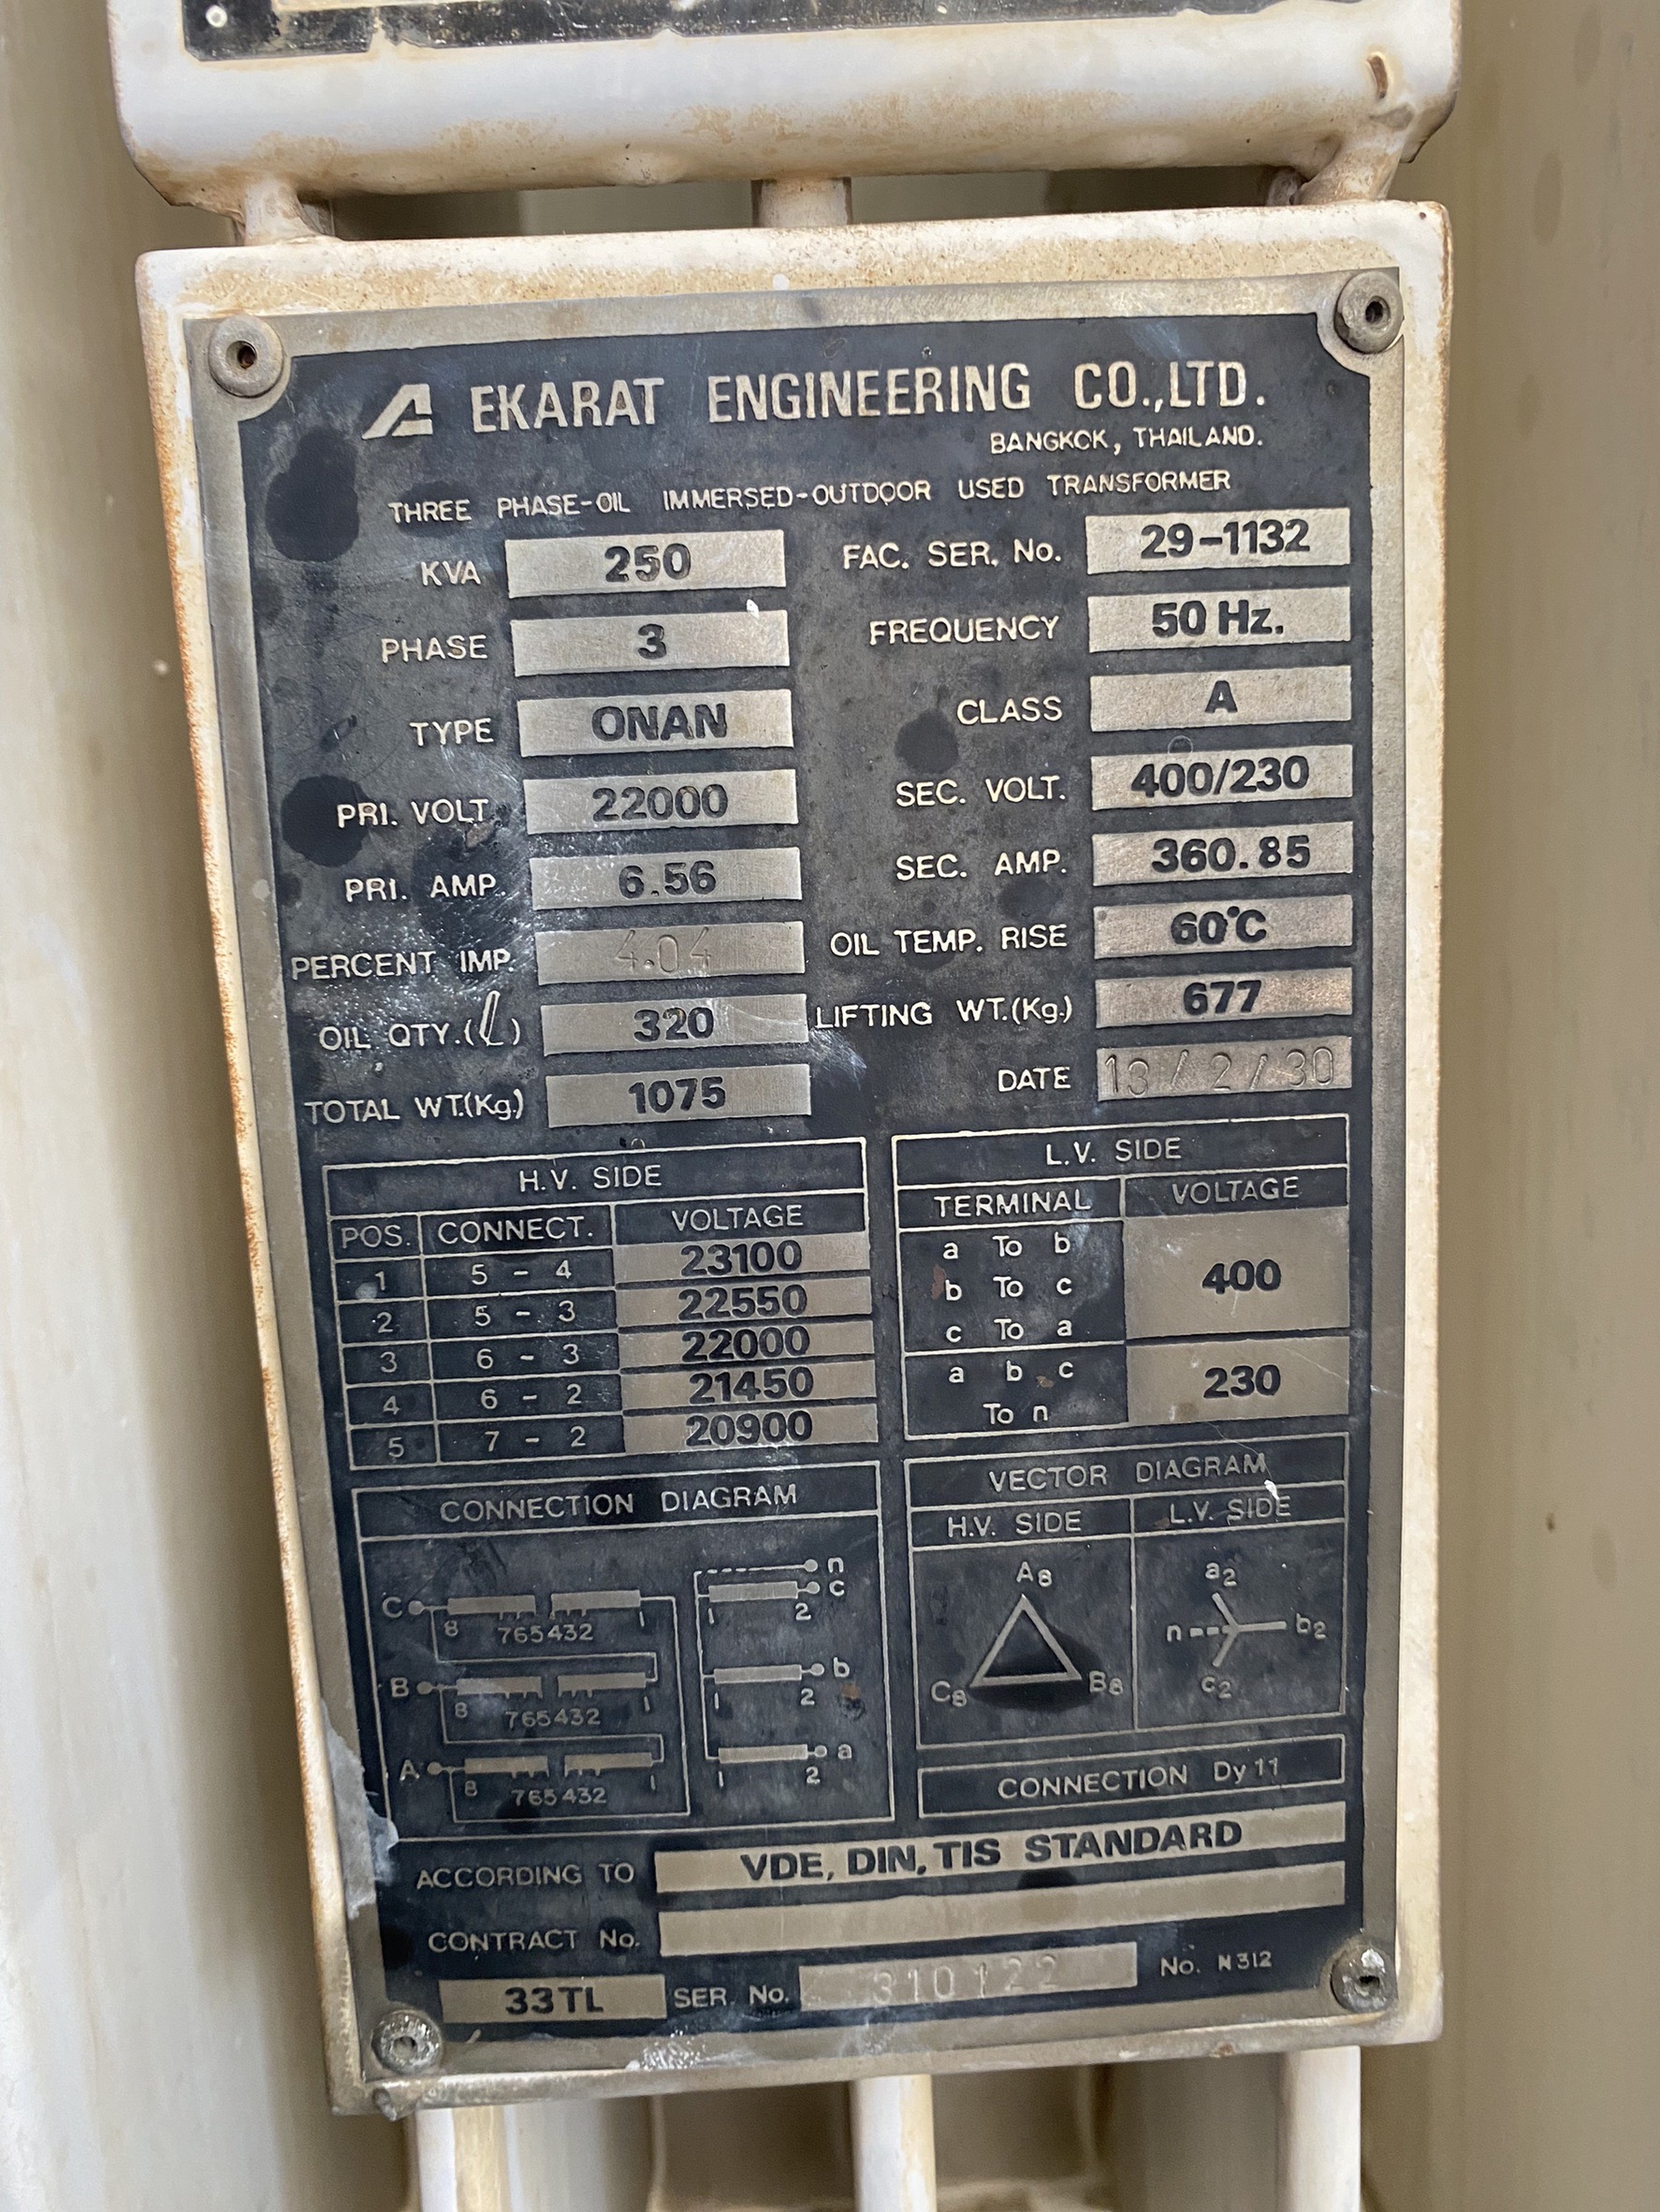 EKARAT ENGINEERING CO.,LTD.
BANGKOK, THAILAND.
THREE PHASE-OIL IMMERSED-OUTDOOR USED TRANSFORMER
KVA 250 FAC. SER. No. 29-1132
PHASE 3 FREQUENCY 50 Hz.
TYPE ONAN CLASS A
PRI. VOLT. 22000 SEC. VOLT. 400/230
PRI. AMP. 6.56 SEC. AMP. 360.85
PERCENT IMP. 4.04 OIL TEMP. RISE 60°C
OIL QTY.(L) 320 LIFTING WT.(Kg.) 677
TOTAL WT.(Kg.) 1075 DATE 13/2/30
H.V. SIDE
POS. CONNECT. VOLTAGE
1 5 - 4 23100
2 5 - 3 22550
3 6 - 3 22000
4 6 - 2 21450
5 7 - 2 20900
L.V. SIDE
TERMINAL VOLTAGE
a To b
b To c 400
c To a
a b c 230
To n
CONNECTION DIAGRAM
n
C c
8 765432 1 1 2
B b
8 765432 1 1 2
A a
8 765432 1 1 2
VECTOR DIAGRAM
H.V. SIDE L.V. SIDE
A8 a2
n b2
C8 B8 c2
CONNECTION Dy 11
ACCORDING TO VDE, DIN, TIS STANDARD
CONTRACT No.
33TL SER. No. 310122 No. N312